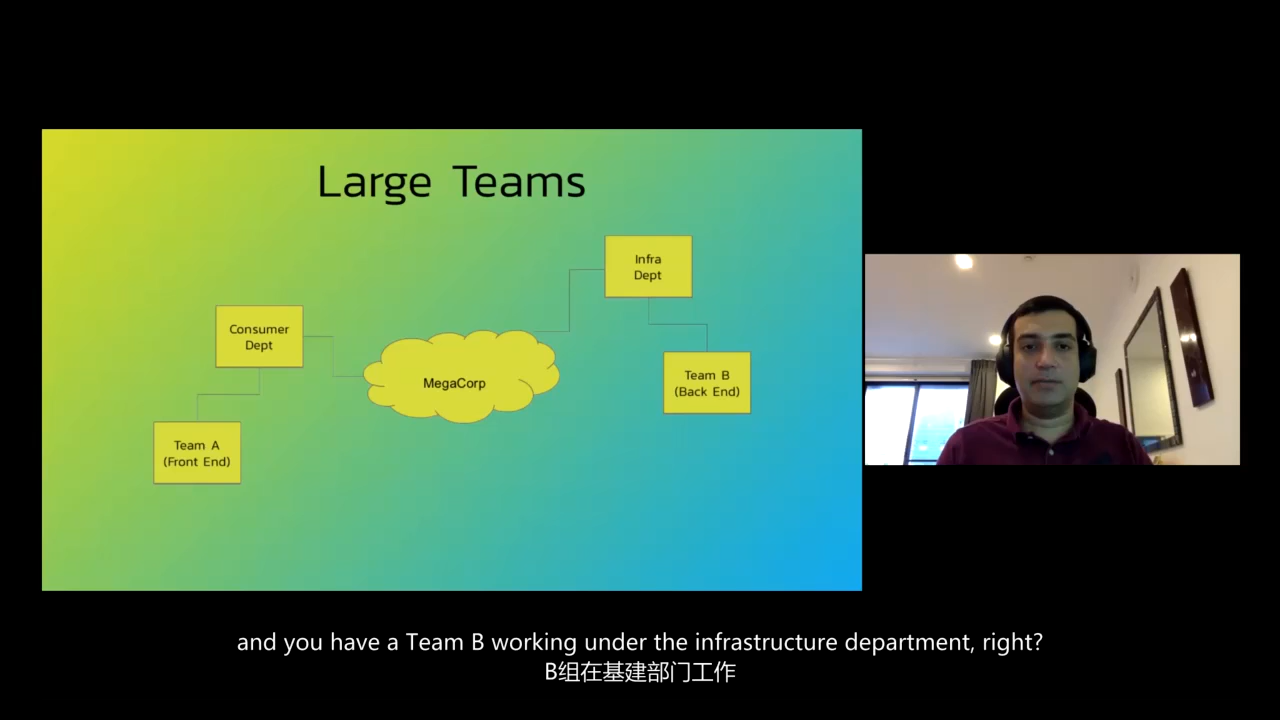 Large Teams
Infra
Dept
Consumer
Dept
MegaCorp
Team B
(Back End)
Team A
(Front End)
and you have a Team B working under the infrastructure department, right?
B组在基建部门工作